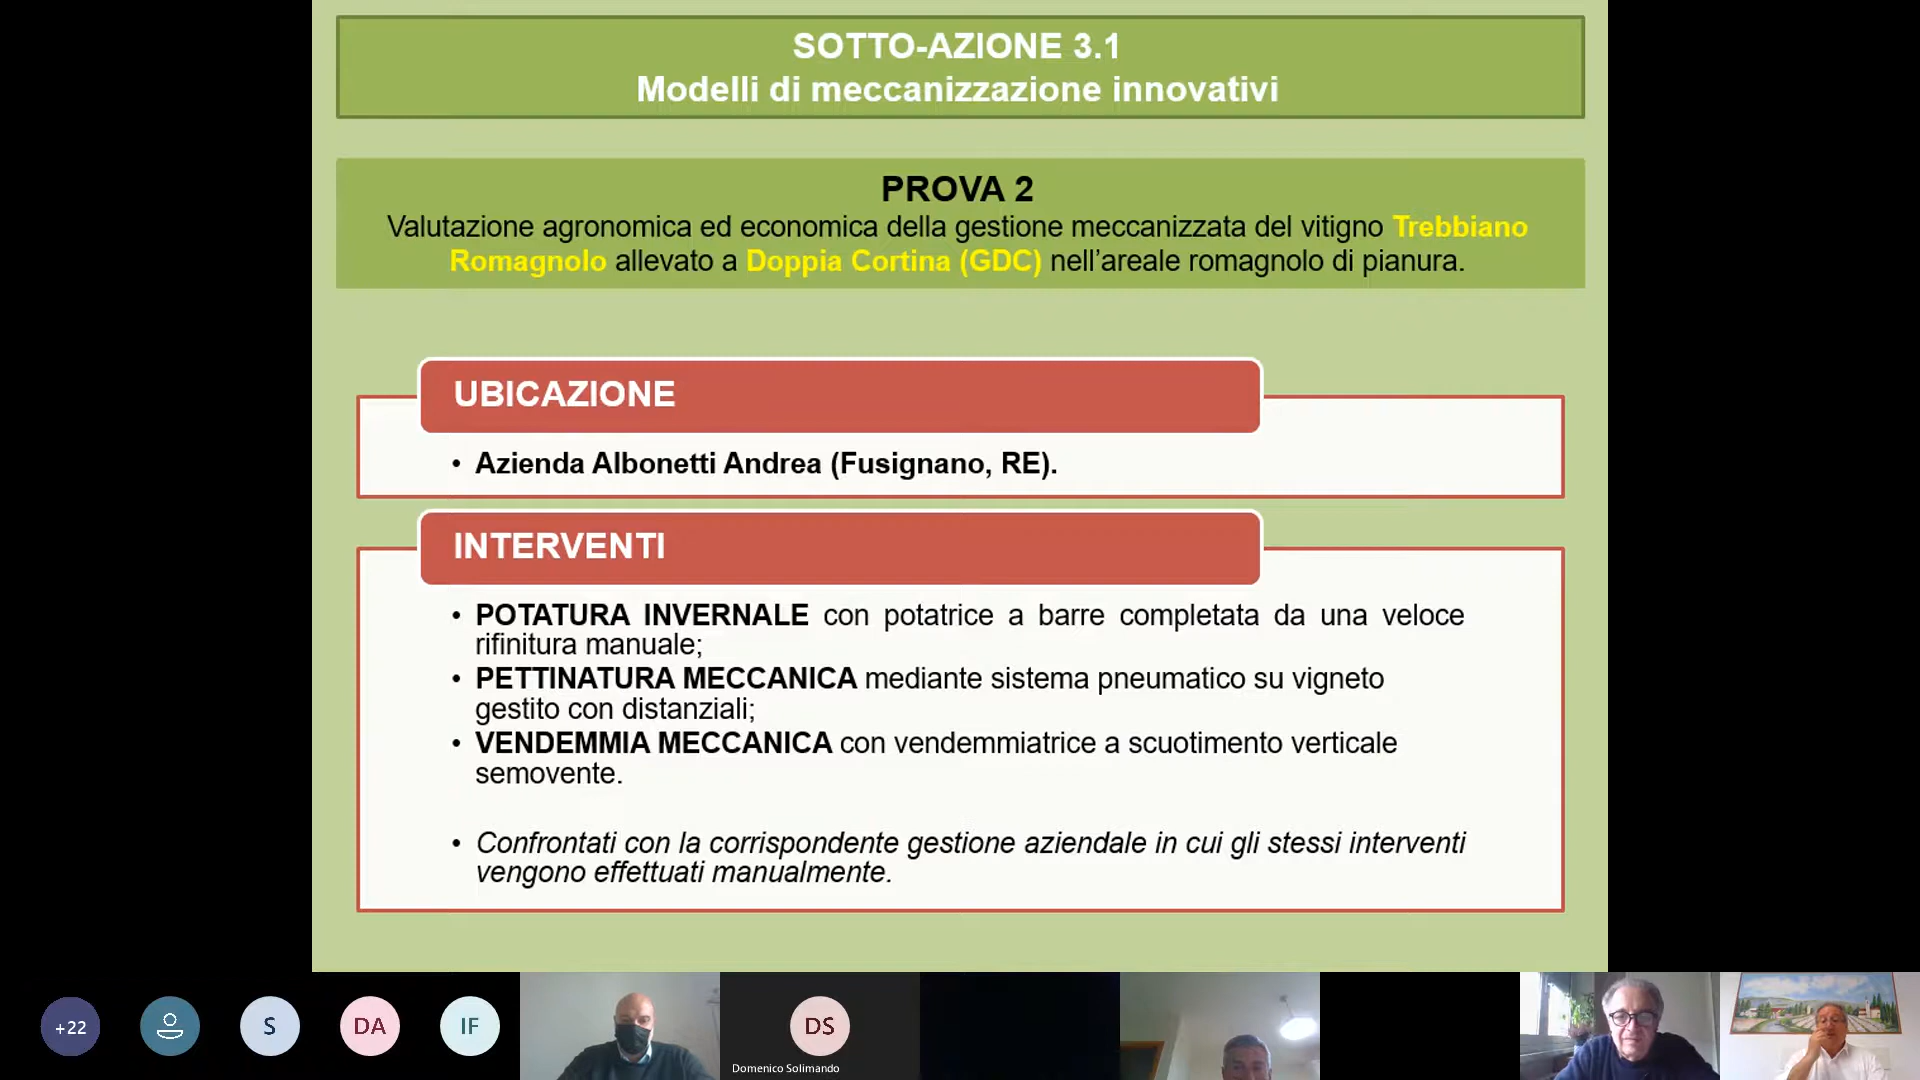 SOTTO-AZIONE 3.1
Modelli di meccanizzazione innovativi
PROVA 2
Valutazione agronomica ed economica della gestione meccanizzata del vitigno Trebbiano
Romagnolo allevato a Doppia Cortina (GDC) nell’areale romagnolo di pianura.
UBICAZIONE
• Azienda Albonetti Andrea (Fusignano, RE).
INTERVENTI
• POTATURA INVERNALE con potatrice a barre completata da una veloce
rifinitura manuale;
• PETTINATURA MECCANICA mediante sistema pneumatico su vigneto
gestito con distanziali;
• VENDEMMIA MECCANICA con vendemmiatrice a scuotimento verticale
semovente.
• Confrontati con la corrispondente gestione aziendale in cui gli stessi interventi
vengono effettuati manualmente.
+22
S
DA
IF
DS
Domenico Solimando